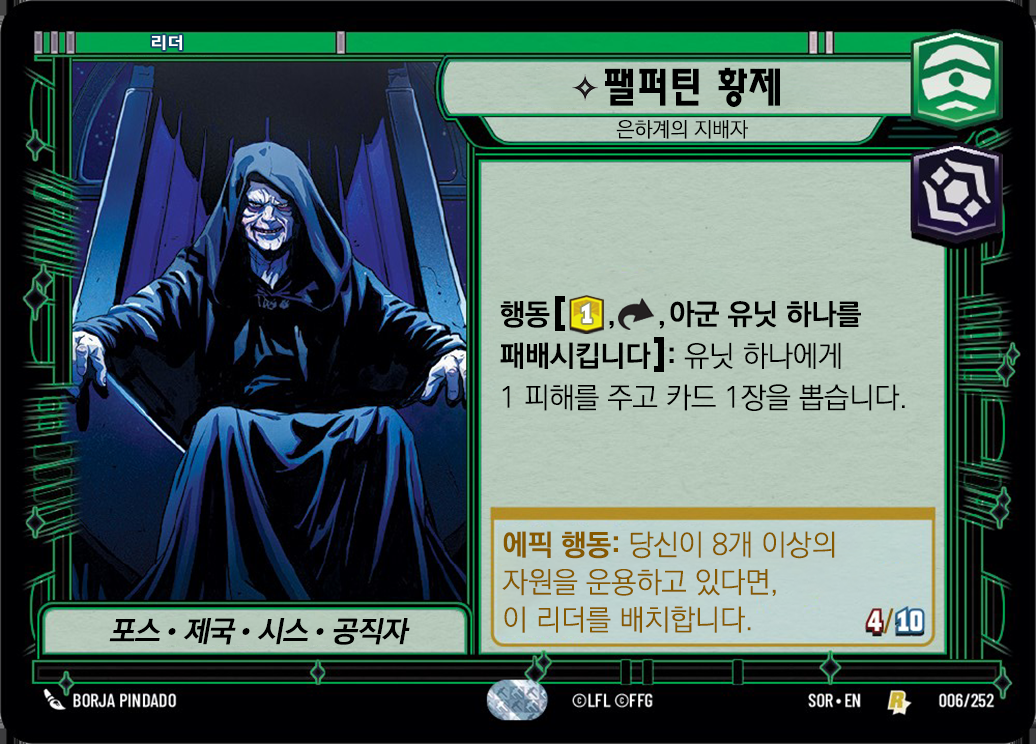 리더
팰퍼틴 황제
은하계의 지배자
행동[1, , 아군 유닛 하나를
패배시킵니다]: 유닛 하나에게
1 피해를 주고 카드 1장을 뽑습니다.
에픽 행동: 당신이 8개 이상의
자원을 운용하고 있다면,
이 리더를 배치합니다.
4/10
포스 • 제국 • 시스 • 공직자
BORJA PINDADO
©LFL ©FFG
SOR • EN
R
006/252